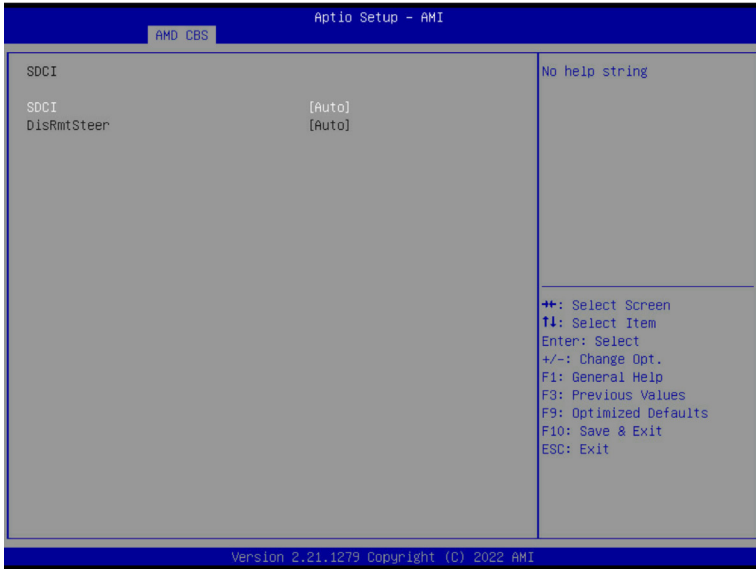 Aptio Setup – AMI
AMD CBS
SDCI
SDCI [Auto]
DisRmtSteer [Auto]
No help string
→←: Select Screen
↑↓: Select Item
Enter: Select
+/-: Change Opt.
F1: General Help
F3: Previous Values
F9: Optimized Defaults
F10: Save & Exit
ESC: Exit
Version 2.21.1279 Copyright (C) 2022 AMI